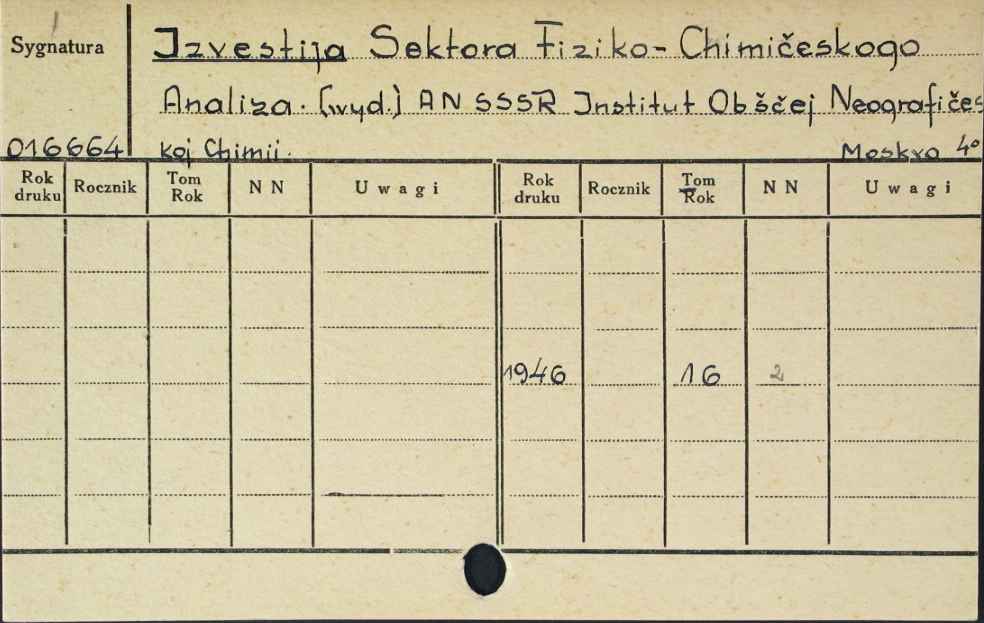 Sygnatura
Izvestija Sektora Fiziko-Chimičeskogo
Analiza. [wyd.] AN SSSR Institut Obščej Neografičes
016664 koj Chimii. Moskva 4°
Rok druku Rocznik Tom Rok N N Uwagi Rok druku Rocznik Tom Rok N N Uwagi
1946 16 2